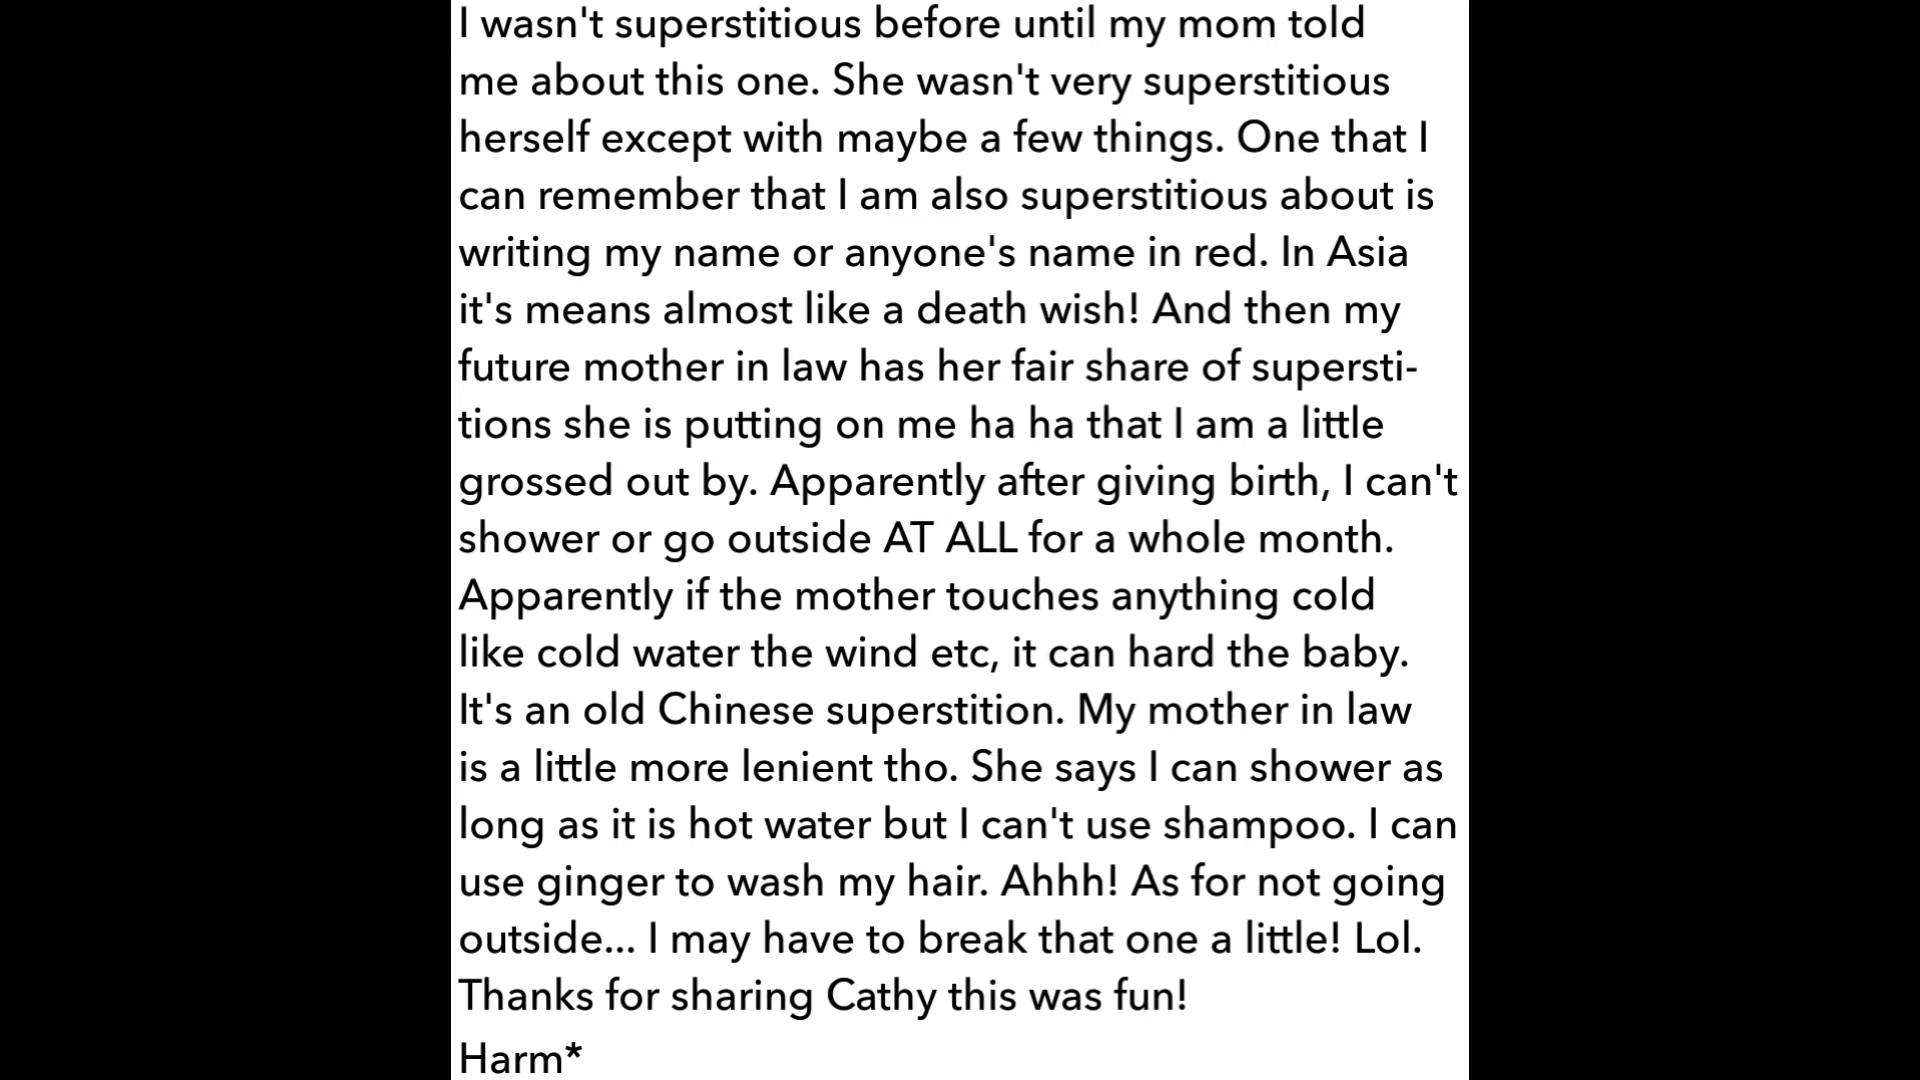 I wasn't superstitious before until my mom told
me about this one. She wasn't very superstitious
herself except with maybe a few things. One that I
can remember that I am also superstitious about is
writing my name or anyone's name in red. In Asia
it's means almost like a death wish! And then my
future mother in law has her fair share of supersti-
tions she is putting on me ha ha that I am a little
grossed out by. Apparently after giving birth, I can't
shower or go outside AT ALL for a whole month.
Apparently if the mother touches anything cold
like cold water the wind etc, it can hard the baby.
It's an old Chinese superstition. My mother in law
is a little more lenient tho. She says I can shower as
long as it is hot water but I can't use shampoo. I can
use ginger to wash my hair. Ahhh! As for not going
outside... I may have to break that one a little! Lol.
Thanks for sharing Cathy this was fun!
Harm*